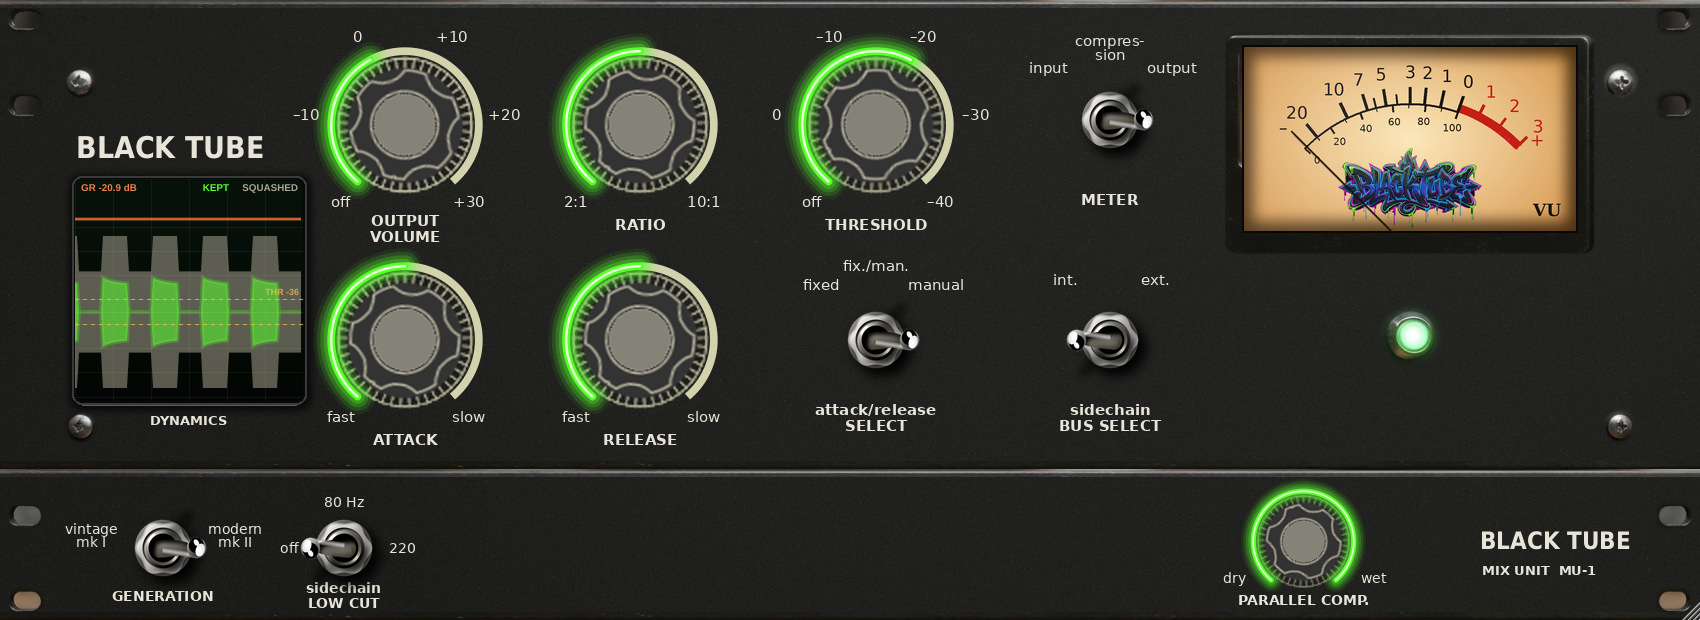 0
+10
-10
+20
off
+30
OUTPUT
VOLUME
2:1
10:1
RATIO
-10
-20
0
-30
off
-40
THRESHOLD
input
compres-
sion
output
METER
20 10 7 5 3 2 1 0 1 2 3
- +
0 20 40 60 80 100
BLACKTUBE
VU
BLACK TUBE
GR -20.9 dB KEPT SQUASHED
THR -36
DYNAMICS
fast
slow
ATTACK
fast
slow
RELEASE
fixed
fix./man.
manual
attack/release
SELECT
int.
ext.
sidechain
BUS SELECT
vintage
mk I
modern
mk II
GENERATION
80 Hz
off
220
sidechain
LOW CUT
dry
wet
PARALLEL COMP.
BLACK TUBE
MIX UNIT MU-1